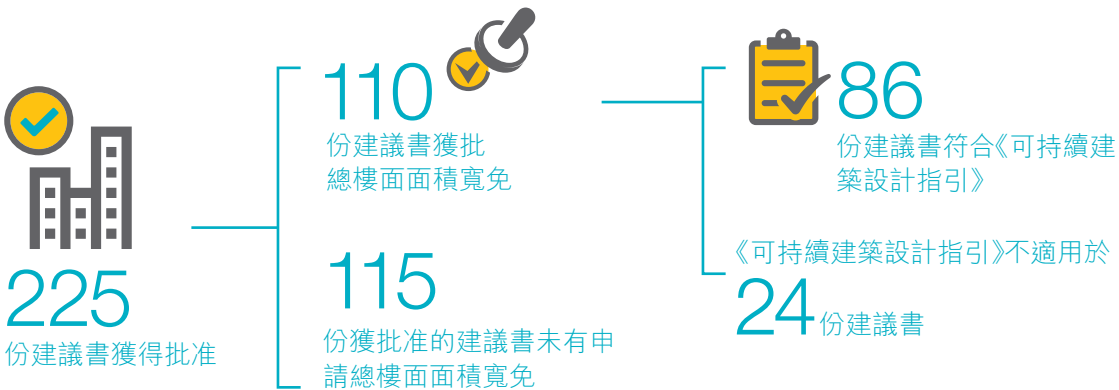 225
份建議書獲得批准
110
份建議書獲批
總樓面面積寬免
115
份獲批准的建議書未有申
請總樓面面積寬免
86
份建議書符合《可持續建
築設計指引》
《可持續建築設計指引》不適用於
24份建議書